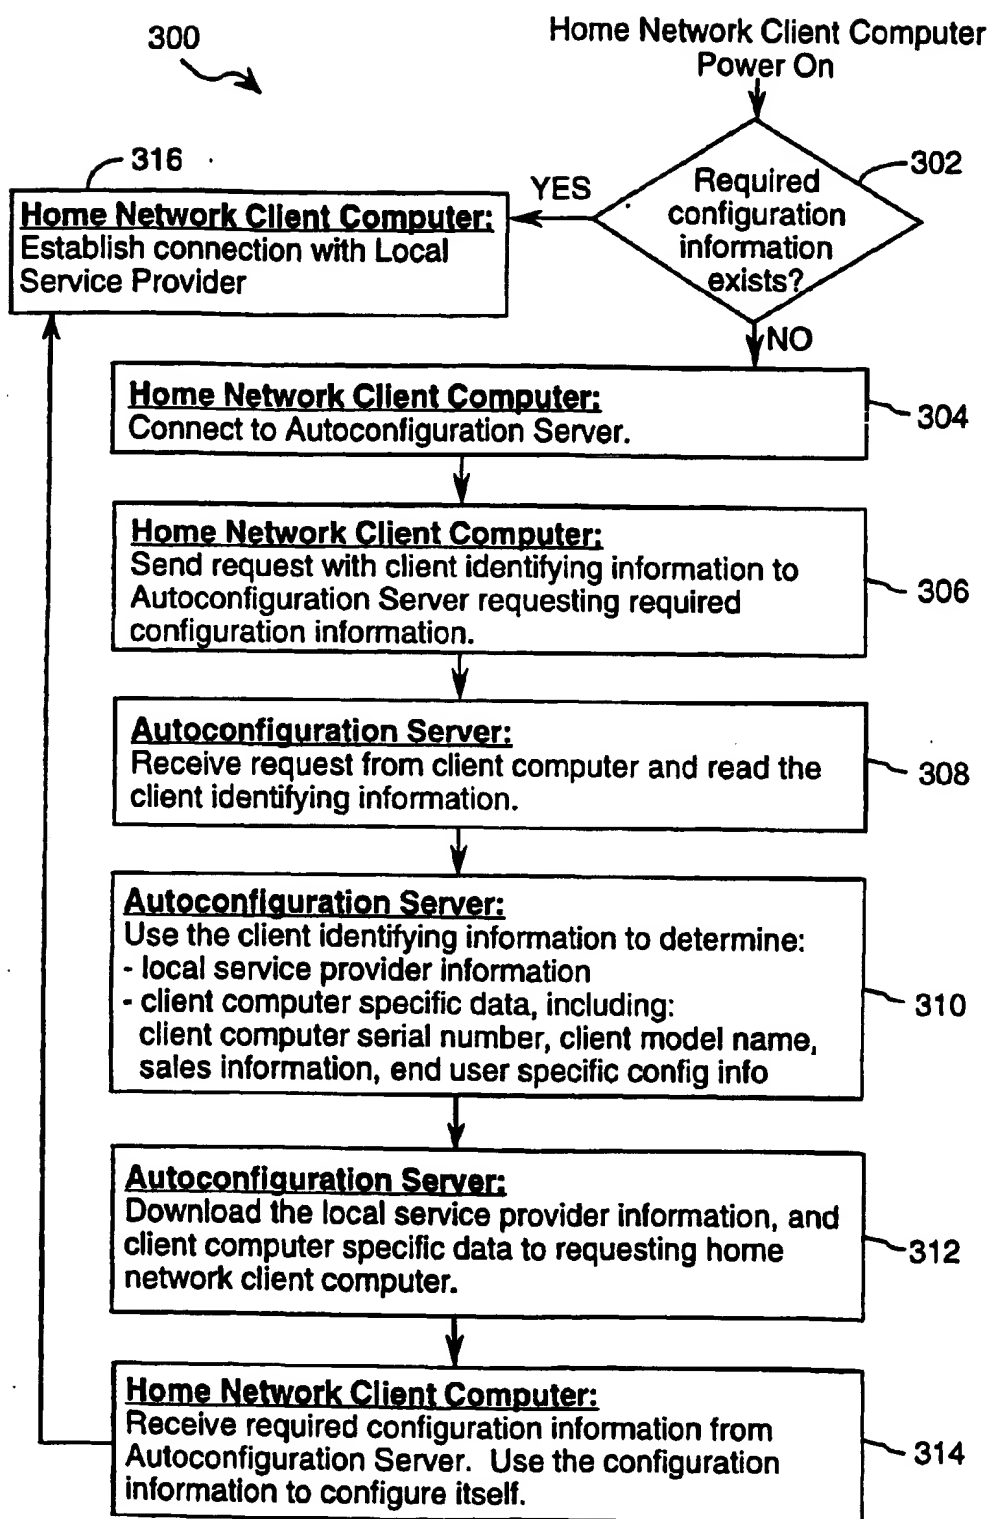 300
Home Network Client Computer
Power On
316
302
YES
Required
configuration
information
exists?
Home Network Client Computer:
Establish connection with Local
Service Provider
NO
Home Network Client Computer:
Connect to Autoconfiguration Server.
304
Home Network Client Computer:
Send request with client identifying information to
Autoconfiguration Server requesting required
configuration information.
306
Autoconfiguration Server:
Receive request from client computer and read the
client identifying information.
308
Autoconfiguration Server:
Use the client identifying information to determine:
- local service provider information
- client computer specific data, including:
client computer serial number, client model name,
sales information, end user specific config info
310
Autoconfiguration Server:
Download the local service provider information, and
client computer specific data to requesting home
network client computer.
312
Home Network Client Computer:
Receive required configuration information from
Autoconfiguration Server. Use the configuration
information to configure itself.
314